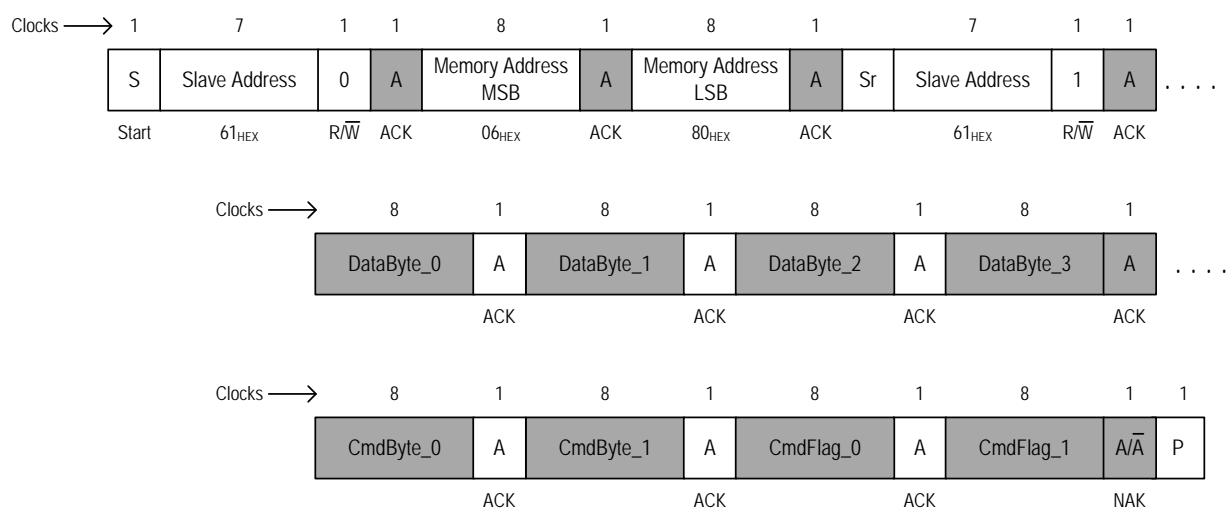 Clocks 1 7 1 1 8 1 8 1 7 1 1
S Slave Address 0 A Memory Address MSB A Memory Address LSB A Sr Slave Address 1 A . . . .
Start 61HEX R/W̅ ACK 06HEX ACK 80HEX ACK 61HEX R/W̅ ACK
Clocks 8 1 8 1 8 1 8 1
DataByte_0 A DataByte_1 A DataByte_2 A DataByte_3 A . . . .
ACK ACK ACK ACK
Clocks 8 1 8 1 8 1 8 1 1
CmdByte_0 A CmdByte_1 A CmdFlag_0 A CmdFlag_1 A/A̅ P
ACK ACK ACK NAK